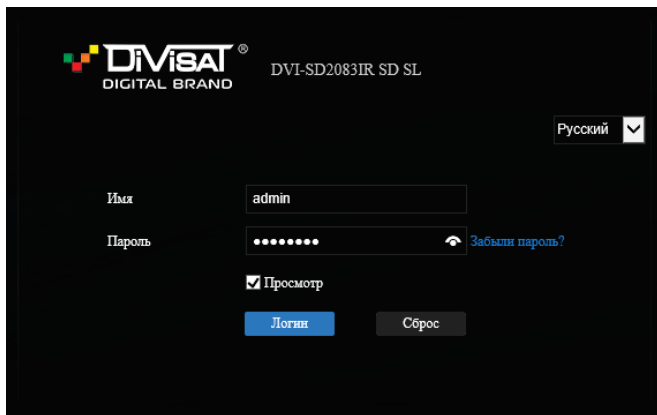 DiViSAT ®
DIGITAL BRAND
DVI-SD2083IR SD SL
Русский
Имя
admin
Пароль
••••••••
Забыли пароль?
Просмотр
Логин
Сброс